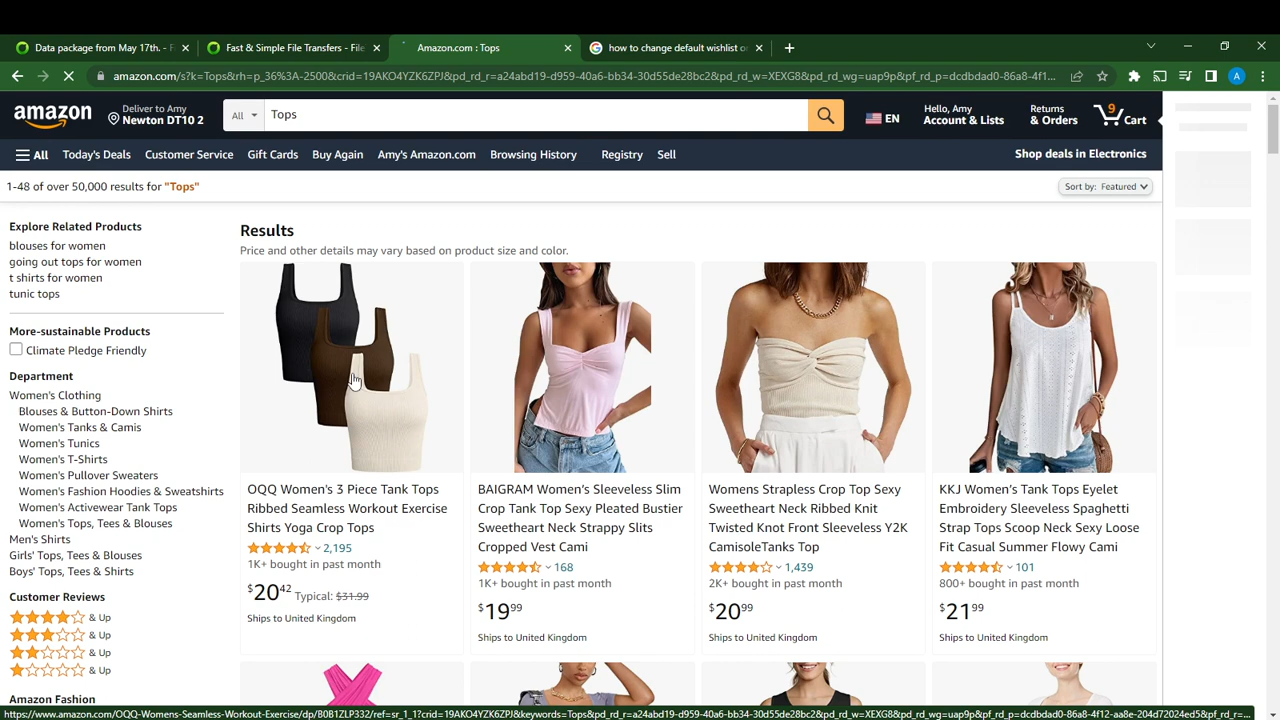 Data package from May 17th. - F
Fast & Simple File Transfers - File
Amazon.com : Tops
how to change default wishlist o
amazon.com/s?k=Tops&rh=p_36%3A-2500&crid=19AKO4YZK6ZPJ&pd_rd_r=a24abd19-d959-40a6-bb34-30d55de28bc2&pd_rd_w=XEXG8&pd_rd_wg=uap9p&pf_rd_p=dcdbdad0-86a8-4f1...
A
amazon
Deliver to Amy
Newton DT10 2
All
Tops
EN
Hello, Amy
Account & Lists
Returns
& Orders
9
Cart
All
Today's Deals
Customer Service
Gift Cards
Buy Again
Amy's Amazon.com
Browsing History
Registry
Sell
Shop deals in Electronics
1-48 of over 50,000 results for "Tops"
Sort by: Featured
Explore Related Products
blouses for women
going out tops for women
t shirts for women
tunic tops
More-sustainable Products
Climate Pledge Friendly
Department
Women's Clothing
Blouses & Button-Down Shirts
Women's Tanks & Camis
Women's Tunics
Women's T-Shirts
Women's Pullover Sweaters
Women's Fashion Hoodies & Sweatshirts
Women's Activewear Tank Tops
Women's Tops, Tees & Blouses
Men's Shirts
Girls' Tops, Tees & Blouses
Boys' Tops, Tees & Shirts
Customer Reviews
& Up
& Up
& Up
& Up
Amazon Fashion
Results
Price and other details may vary based on product size and color.
OQQ Women's 3 Piece Tank Tops
Ribbed Seamless Workout Exercise
Shirts Yoga Crop Tops
2,195
1K+ bought in past month
$20.42 Typical: $31.99
Ships to United Kingdom
BAIGRAM Women's Sleeveless Slim
Crop Tank Top Sexy Pleated Bustier
Sweetheart Neck Strappy Slits
Cropped Vest Cami
168
1K+ bought in past month
$19.99
Ships to United Kingdom
Womens Strapless Crop Top Sexy
Sweetheart Neck Ribbed Knit
Twisted Knot Front Sleeveless Y2K
CamisoleTanks Top
1,439
2K+ bought in past month
$20.99
Ships to United Kingdom
KKJ Women's Tank Tops Eyelet
Embroidery Sleeveless Spaghetti
Strap Tops Scoop Neck Sexy Loose
Fit Casual Summer Flowy Cami
101
800+ bought in past month
$21.99
Ships to United Kingdom
https://www.amazon.com/OQQ-Womens-Seamless-Workout-Exercise/dp/B0B1ZLP332/ref=sr_1_1?crid=19AKO4YZK6ZPJ&keywords=Tops&pd_rd_r=a24abd19-d959-40a6-bb34-30d55de28bc2&pd_rd_w=XEXG8&pd_rd_wg=uap9p&pf_rd_p=dcdbdad0-86a8-4f12-aa8e-204d72024ed5&pf_rd_r=...